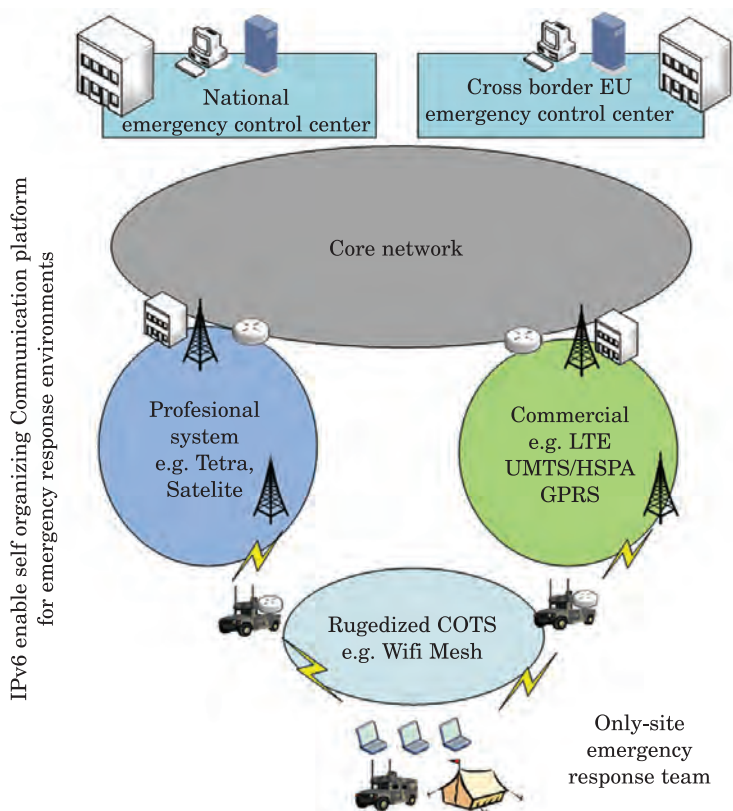 National
emergency control center
Cross border EU
emergency control center
IPv6 enable self organizing Communication platform
for emergency response environments
Core network
Profesional
system
e.g. Tetra,
Satelite
Commercial
e.g. LTE
UMTS/HSPA
GPRS
Rugedized COTS
e.g. Wifi Mesh
Only-site
emergency
response team